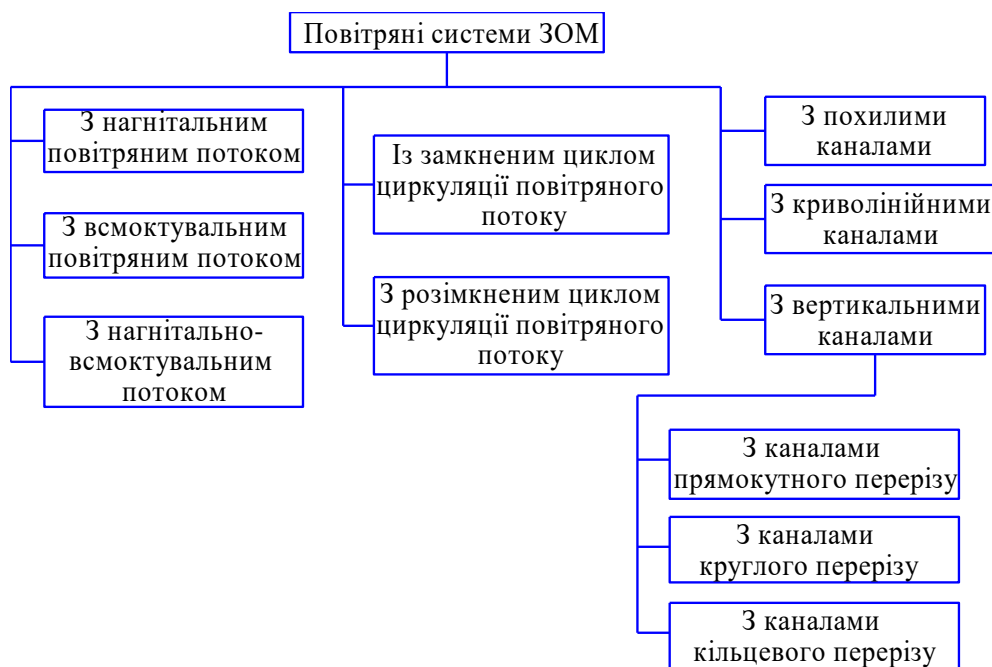 Повітряні системи ЗОМ
З нагнітальним
повітряним потоком
З всмоктувальним
повітряним потоком
З нагнітально-
всмоктувальним
потоком
Із замкненим циклом
циркуляції повітряного
потоку
З розімкненим циклом
циркуляції повітряного
потоку
З похилими
каналами
З криволінійними
каналами
З вертикальними
каналами
З каналами
прямокутного перерізу
З каналами
круглого перерізу
З каналами
кільцевого перерізу